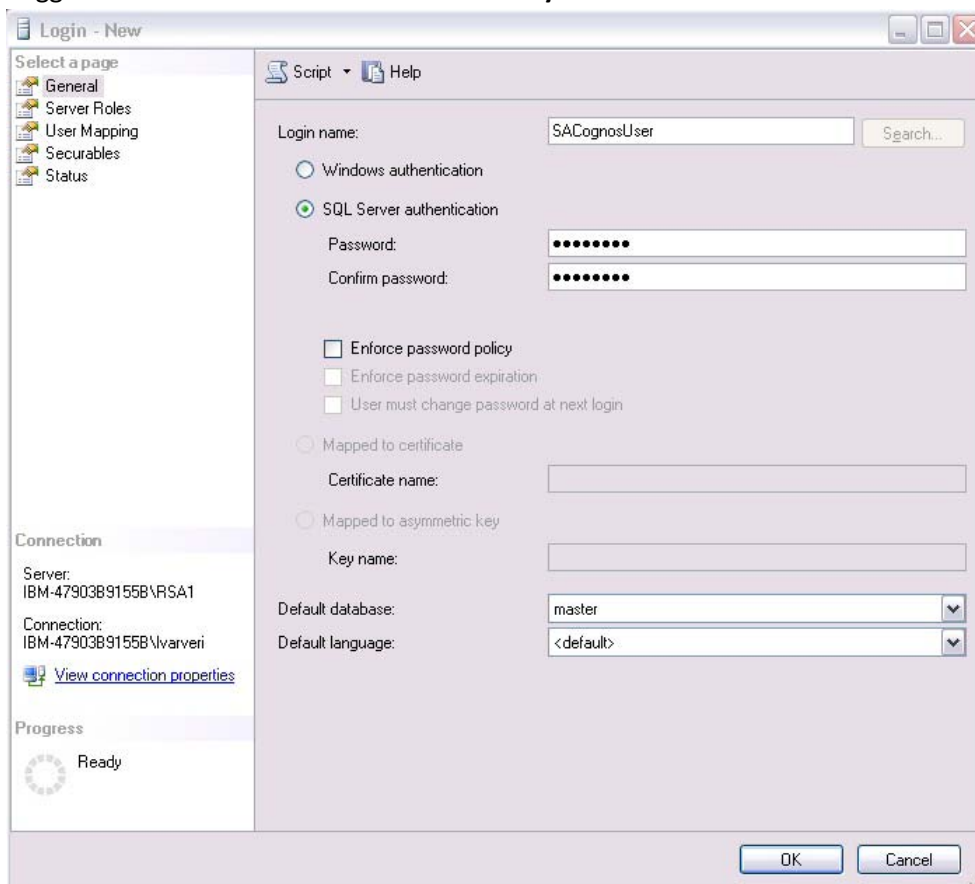 Login - New
Select a page
General
Server Roles
User Mapping
Securables
Status
Script Help
Login name: SACognosUser Search...
Windows authentication
SQL Server authentication
Password: ●●●●●●●●
Confirm password: ●●●●●●●●
Enforce password policy
Enforce password expiration
User must change password at next login
Mapped to certificate
Certificate name:
Mapped to asymmetric key
Key name:
Default database: master
Default language: <default>
Connection
Server:
IBM-47903B9155B\RSA1
Connection:
IBM-47903B9155B\lvarveri
View connection properties
Progress
Ready
OK Cancel